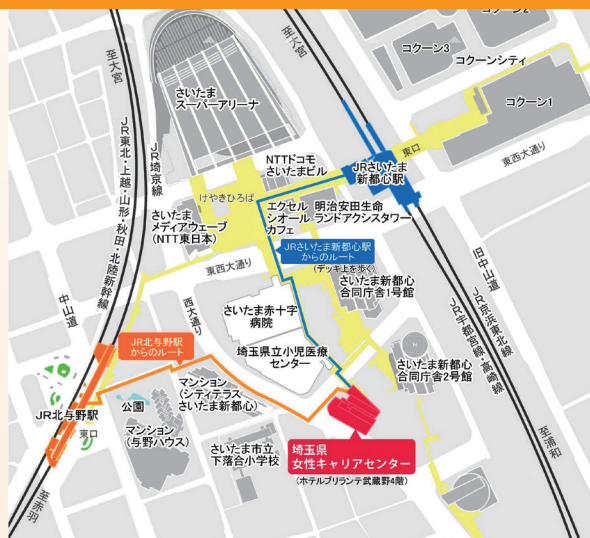 コクーン2
コクーン3
コクーンシティ
コクーン1
至大宮
至大宮
さいたま
スーパーアリーナ
JR東北・上越・山形・秋田・北陸新幹線
JR埼京線
東口
東西大通り
JRさいたま
新都心駅
NTTドコモ
さいたまビル
けやきひろば
エクセル
シオール
カフェ
明治安田生命
ランドアクシスタワー
さいたま
メディアウェーブ
(NTT東日本)
JRさいたま新都心駅
からのルート
(デッキ上を歩く)
東西大通り
さいたま新都心
合同庁舎1号館
旧中山道
JR京浜東北線
JR宇都宮線・高崎線
中山道
西大通り
さいたま赤十字
病院
JR北与野駅
からのルート
埼玉県立小児医療
センター
さいたま新都心
合同庁舎2号館
マンション
(シティテラス
さいたま新都心)
JR北与野駅
公園
東口
マンション
(与野ハウス)
さいたま市立
下落合小学校
埼玉県
女性キャリアセンター
(ホテルブリランテ武蔵野4階)
至浦和
至赤羽